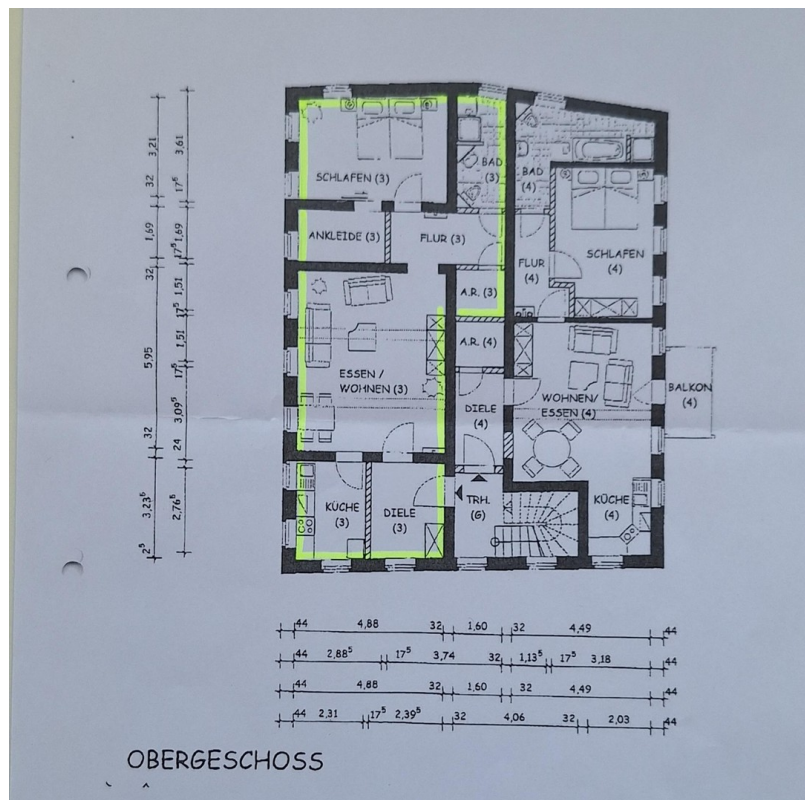 SCHLAFEN (3)
BAD
(3)
BAD
(4)
ANKLEIDE (3)
FLUR (3)
SCHLAFEN
(4)
FLUR
(4)
A.R. (3)
A.R. (4)
ESSEN /
WOHNEN (3)
DIELE
(4)
WOHNEN/
ESSEN (4)
BALKON
(4)
KÜCHE
(3)
DIELE
(3)
TRH.
(6)
KÜCHE
(4)
3,21
32
1,69
32
5,95
32
3,23⁶
2⁵
3,61
17⁵
1,69
17⁵
1,51
17⁵
1,51
17⁵
3,09⁵
24
2,76⁵
44 4,88 32 1,60 32 4,49 44
44 2,88⁵ 17⁵ 3,74 32 1,13⁵ 17⁵ 3,18 44
44 4,88 32 1,60 32 4,49 44
44 2,31 17⁵ 2,39⁵ 32 4,06 32 2,03 44
OBERGESCHOSS